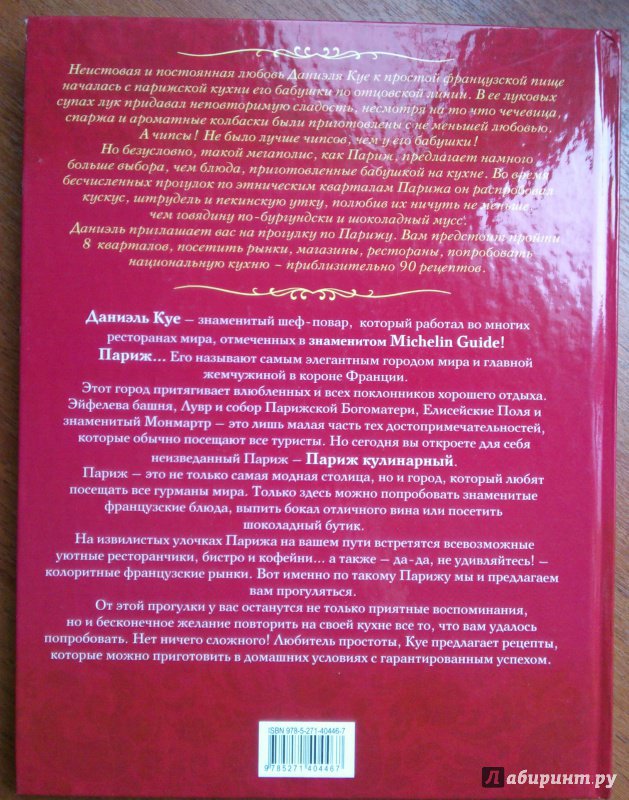 Неистовая и постоянная любовь Даниэля Куе к простой французской пище
началась с парижской кухни его бабушки по отцовской линии. В ее луковых
супах лук придавал неповторимую сладость, несмотря на то что чечевица,
спаржа и ароматные колбаски были приготовлены с не меньшей любовью.
А чипсы! Не было лучше чипсов, чем у его бабушки!
Но безусловно, такой мегаполис, как Париж, предлагает намного
больше выбора, чем блюда, приготовленные бабушкой на кухне. Во время
бесчисленных прогулок по этническим кварталам Парижа он распробовал
кускус, штрудель и пекинскую утку, полюбив их ничуть не меньше,
чем говядину по-бургундски и шоколадный мусс.
Даниэль приглашает вас на прогулку по Парижу. Вам предстоит пройти
8 кварталов, посетить рынки, магазины, рестораны, попробовать
национальную кухню – приблизительно 90 рецептов.
Даниэль Куе – знаменитый шеф-повар, который работал во многих
ресторанах мира, отмеченных в знаменитом Michelin Guide!
Париж... Его называют самым элегантным городом мира и главной
жемчужиной в короне Франции.
Этот город притягивает влюбленных и всех поклонников хорошего отдыха.
Эйфелева башня, Лувр и собор Парижской Богоматери, Елисейские Поля и
знаменитый Монмартр – это лишь малая часть тех достопримечательностей,
которые обычно посещают все туристы. Но сегодня вы откроете для себя
неизведанный Париж – Париж кулинарный.
Париж – это не только самая модная столица, но и город, который любят
посещать все гурманы мира. Только здесь можно попробовать знаменитые
французские блюда, выпить бокал отличного вина или посетить
шоколадный бутик.
На извилистых улочках Парижа на вашем пути встретятся всевозможные
уютные ресторанчики, бистро и кофейни... а также – да-да, не удивляйтесь! –
колоритные французские рынки. Вот именно по такому Парижу мы и предлагаем
вам прогуляться.
От этой прогулки у вас останутся не только приятные воспоминания,
но и бесконечное желание повторить на своей кухне все то, что вам удалось
попробовать. Нет ничего сложного! Любитель простоты, Куе предлагает рецепты,
которые можно приготовить в домашних условиях с гарантированным успехом.
ISBN 978-5-271-40446-7
9785271404467
Лабиринт.ру